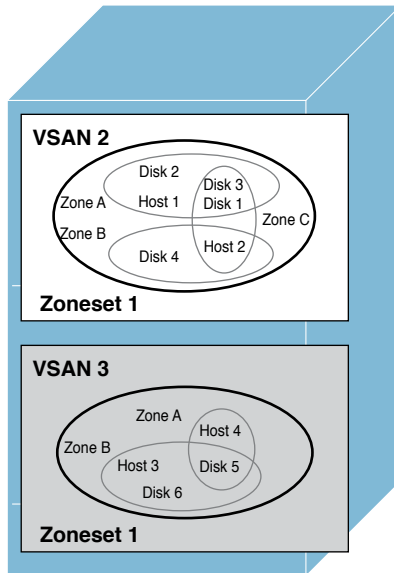 VSAN 2
Disk 2
Disk 3
Zone A
Host 1
Disk 1
Zone C
Zone B
Host 2
Disk 4
Zoneset 1
VSAN 3
Zone A
Host 4
Zone B
Host 3
Disk 5
Disk 6
Zoneset 1